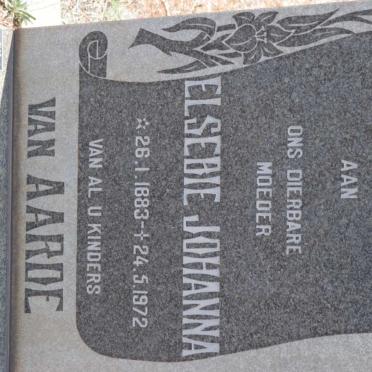 AAN
ONS DIERBARE
MOEDER
ELSEBIE JOHANNA
☆ 26.1.1883 – † 24.5.1972
VAN AL U KINDERS
VAN AARDE